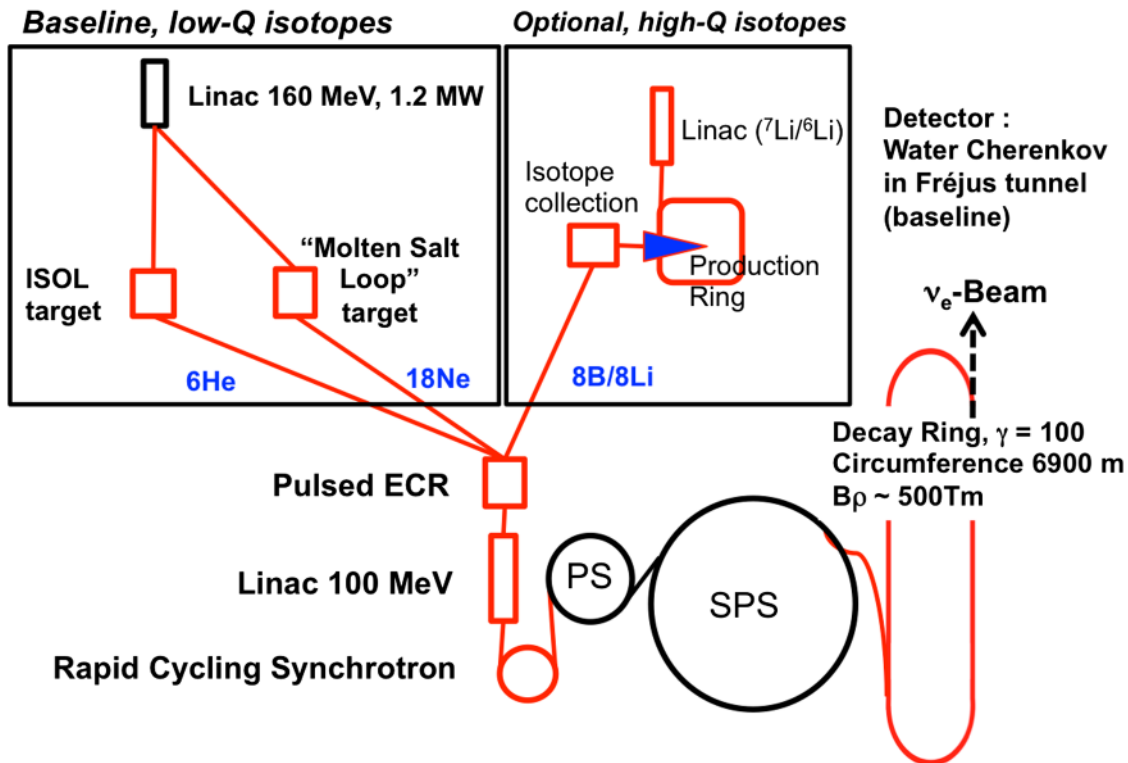 Baseline, low-Q isotopes
Optional, high-Q isotopes
Linac 160 MeV, 1.2 MW
ISOL
target
“Molten Salt
Loop”
target
6He
18Ne
Linac (⁷Li/⁶Li)
Isotope
collection
Production
Ring
8B/8Li
Detector :
Water Cherenkov
in Fréjus tunnel
(baseline)
νₑ-Beam
Decay Ring, γ = 100
Circumference 6900 m
Bρ ~ 500Tm
Pulsed ECR
Linac 100 MeV
PS
SPS
Rapid Cycling Synchrotron